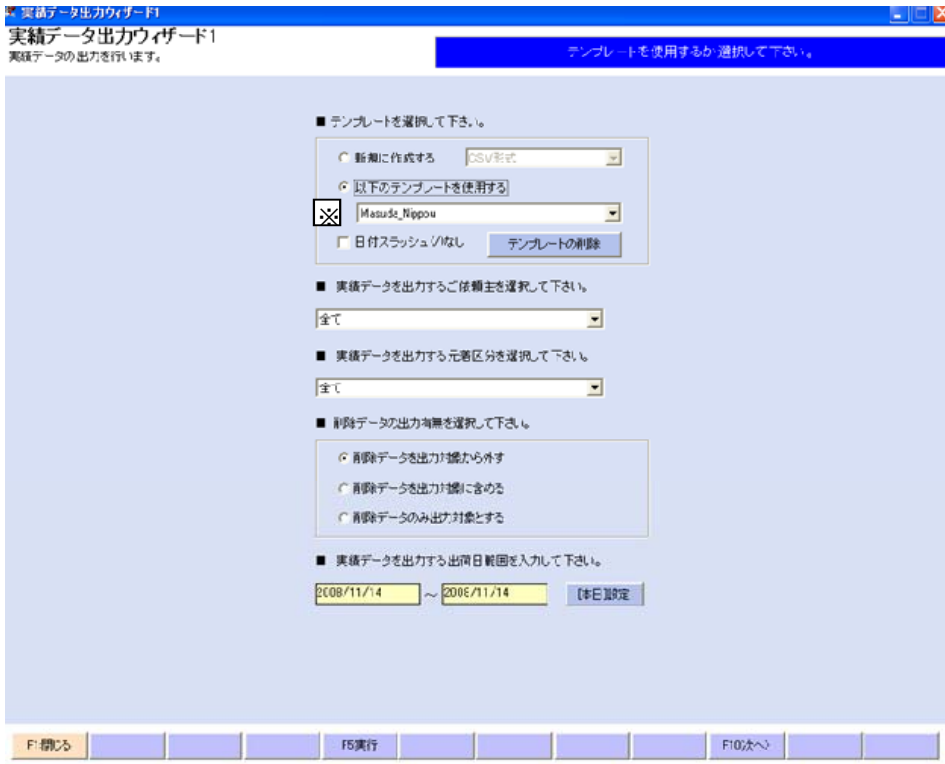 実績データ出力ウィザード1
実績データ出力ウィザード1
実績データの出力を行います。
テンプレートを使用するか選択して下さい。
■ テンプレートを選択して下さい。
新規に作成する CSV形式
以下のテンプレートを使用する
※ Masuda_Nippou
日付スラッシュ(/)なし テンプレートの削除
■ 実績データを出力するご依頼主を選択して下さい。
全て
■ 実績データを出力する元着区分を選択して下さい。
全て
■ 削除データの出力有無を選択して下さい。
削除データを出力対象から外す
削除データを出力対象に含める
削除データのみ出力対象とする
■ 実績データを出力する出荷日範囲を入力して下さい。
2008/11/14 ～ 2008/11/14 [本日]設定
F1:閉じる F5実行 F10(次へ)